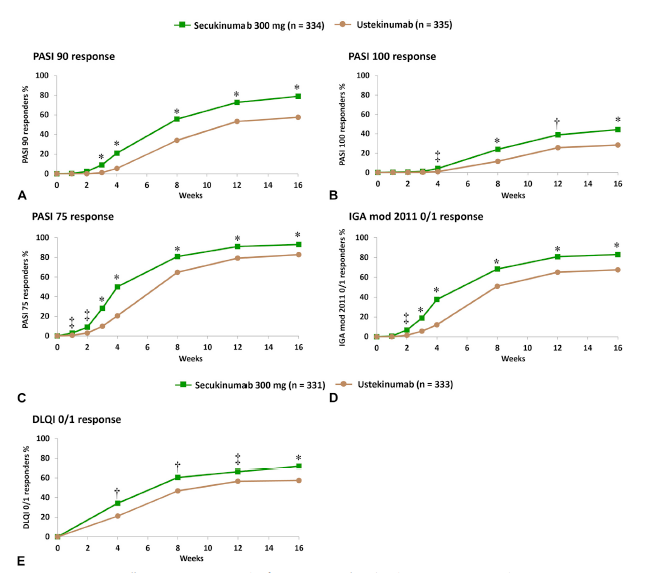 Secukinumab 300 mg (n = 334) Ustekinumab (n = 335)
PASI 90 response
PASI 90 responders %
100
80
60
40
20
0
* * * * *
0 2 4 6 8 10 12 14 16
Weeks
A
PASI 100 response
PASI 100 responders %
100
80
60
40
20
0
‡ * † *
0 2 4 6 8 10 12 14 16
Weeks
B
PASI 75 response
PASI 75 responders %
100
80
60
40
20
0
‡ ‡ * * * * *
0 2 4 6 8 10 12 14 16
Weeks
C
IGA mod 2011 0/1 response
IGA mod 2011 0/1 responders %
100
80
60
40
20
0
‡ * * * * *
0 2 4 6 8 10 12 14 16
Weeks
D
Secukinumab 300 mg (n = 331) Ustekinumab (n = 333)
DLQI 0/1 response
DLQI 0/1 responders %
100
80
60
40
20
0
† † ‡ *
0 2 4 6 8 10 12 14 16
Weeks
E